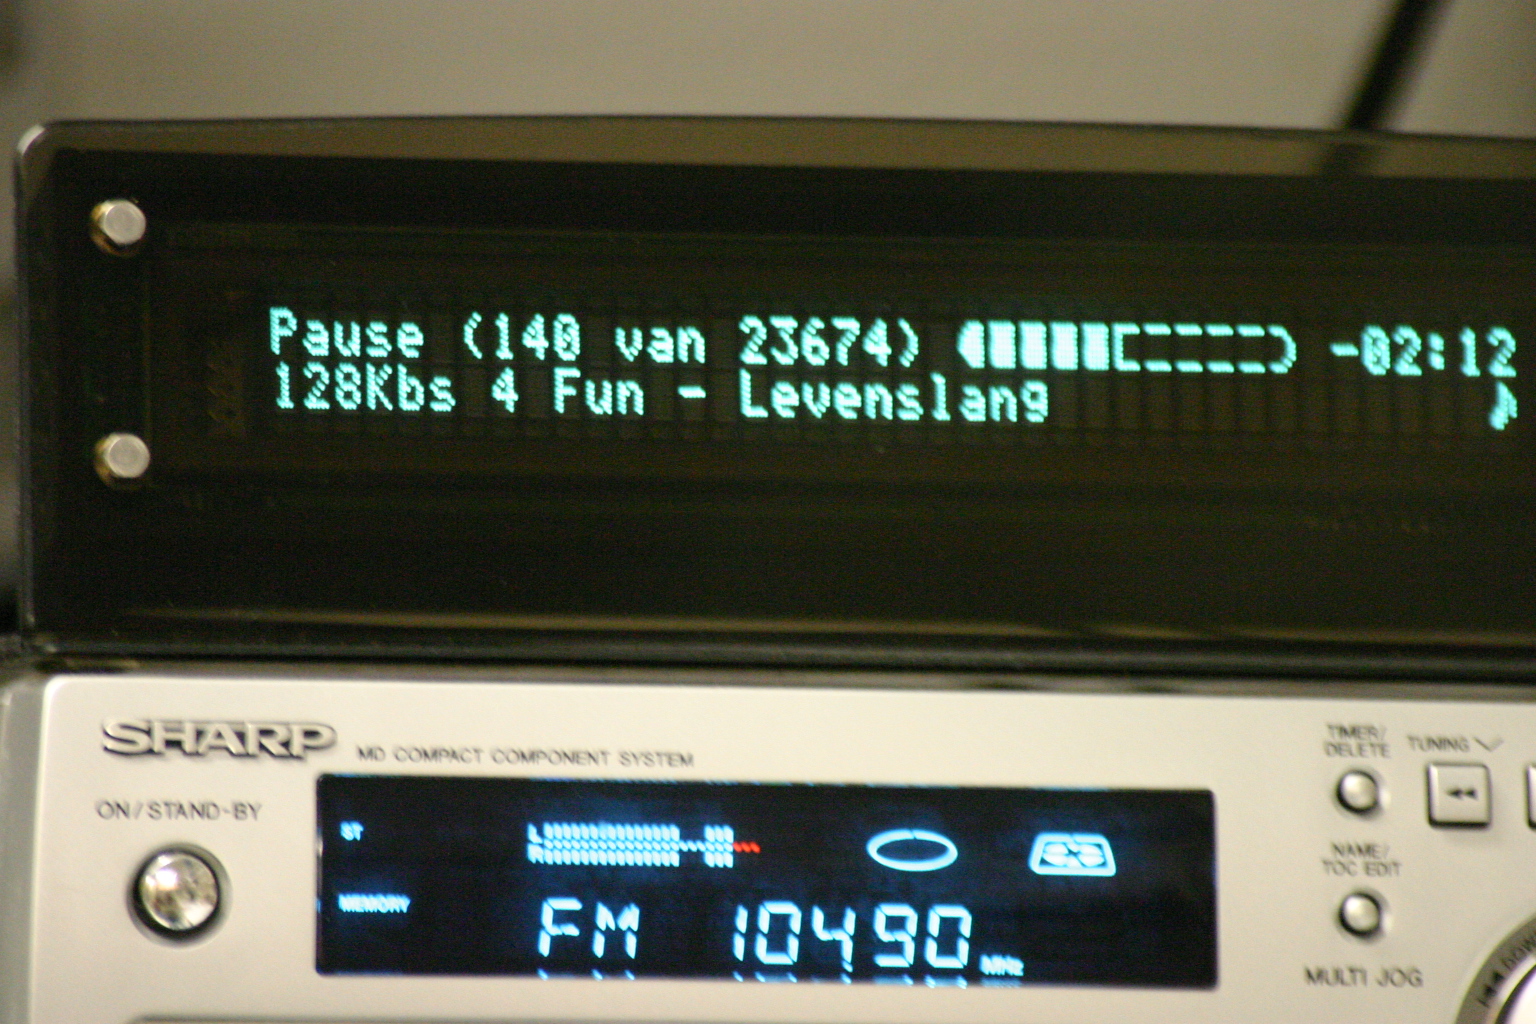 Pause (140 van 23674) -02:12
128Kbs 4 Fun - Levenslang
SHARP MD COMPACT COMPONENT SYSTEM
ON/STAND-BY
ST
L
R
MEMORY
FM 104.90 MHz
TIMER/
DELETE
TUNING
NAME/
TOC EDIT
MULTI JOG